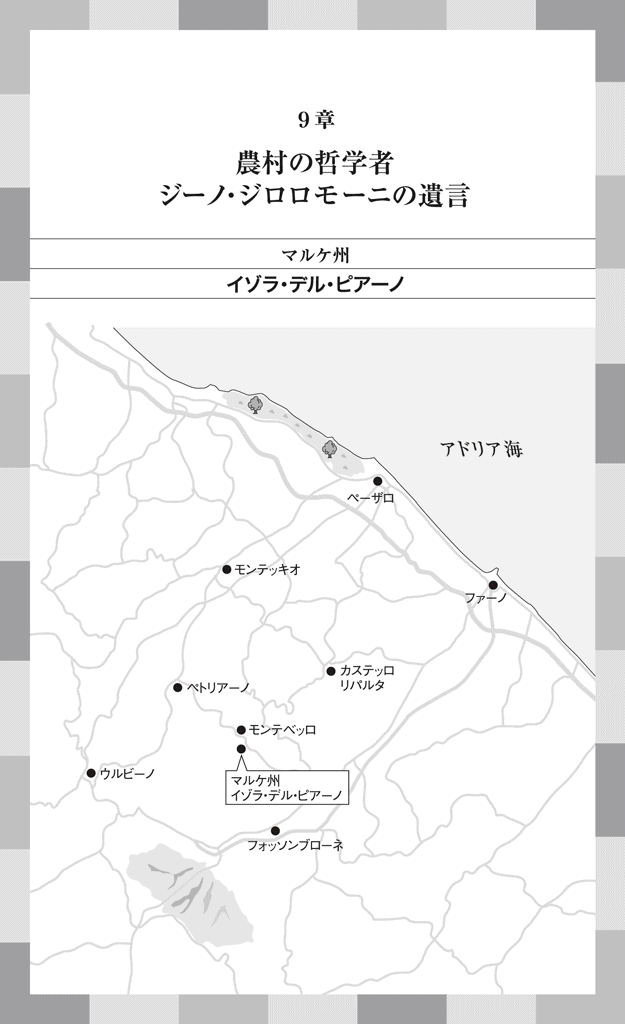 9章
農村の哲学者
ジーノ・ジロロモーニの遺言
マルケ州
イゾラ・デル・ピアーノ
アドリア海
ペーザロ
モンテッキオ
ファーノ
カステッロ
リパルタ
ペトリアーノ
モンテベッロ
ウルビーノ
マルケ州
イゾラ・デル・ピアーノ
フォッソンブローネ